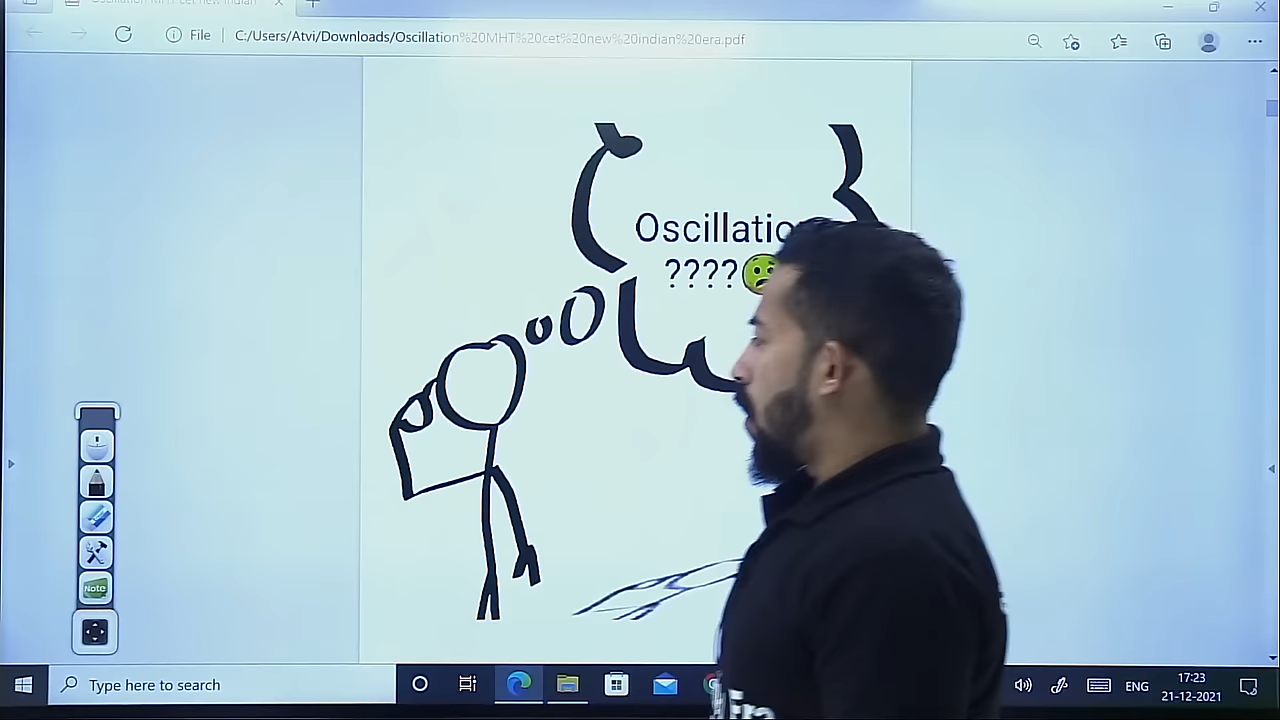 File
C:/Users/Atvi/Downloads/Oscillation%20MHT%20cet%20new%20indian%20era.pdf
Oscillatio
????
Note
Type here to search
ENG
17:23
21-12-2021